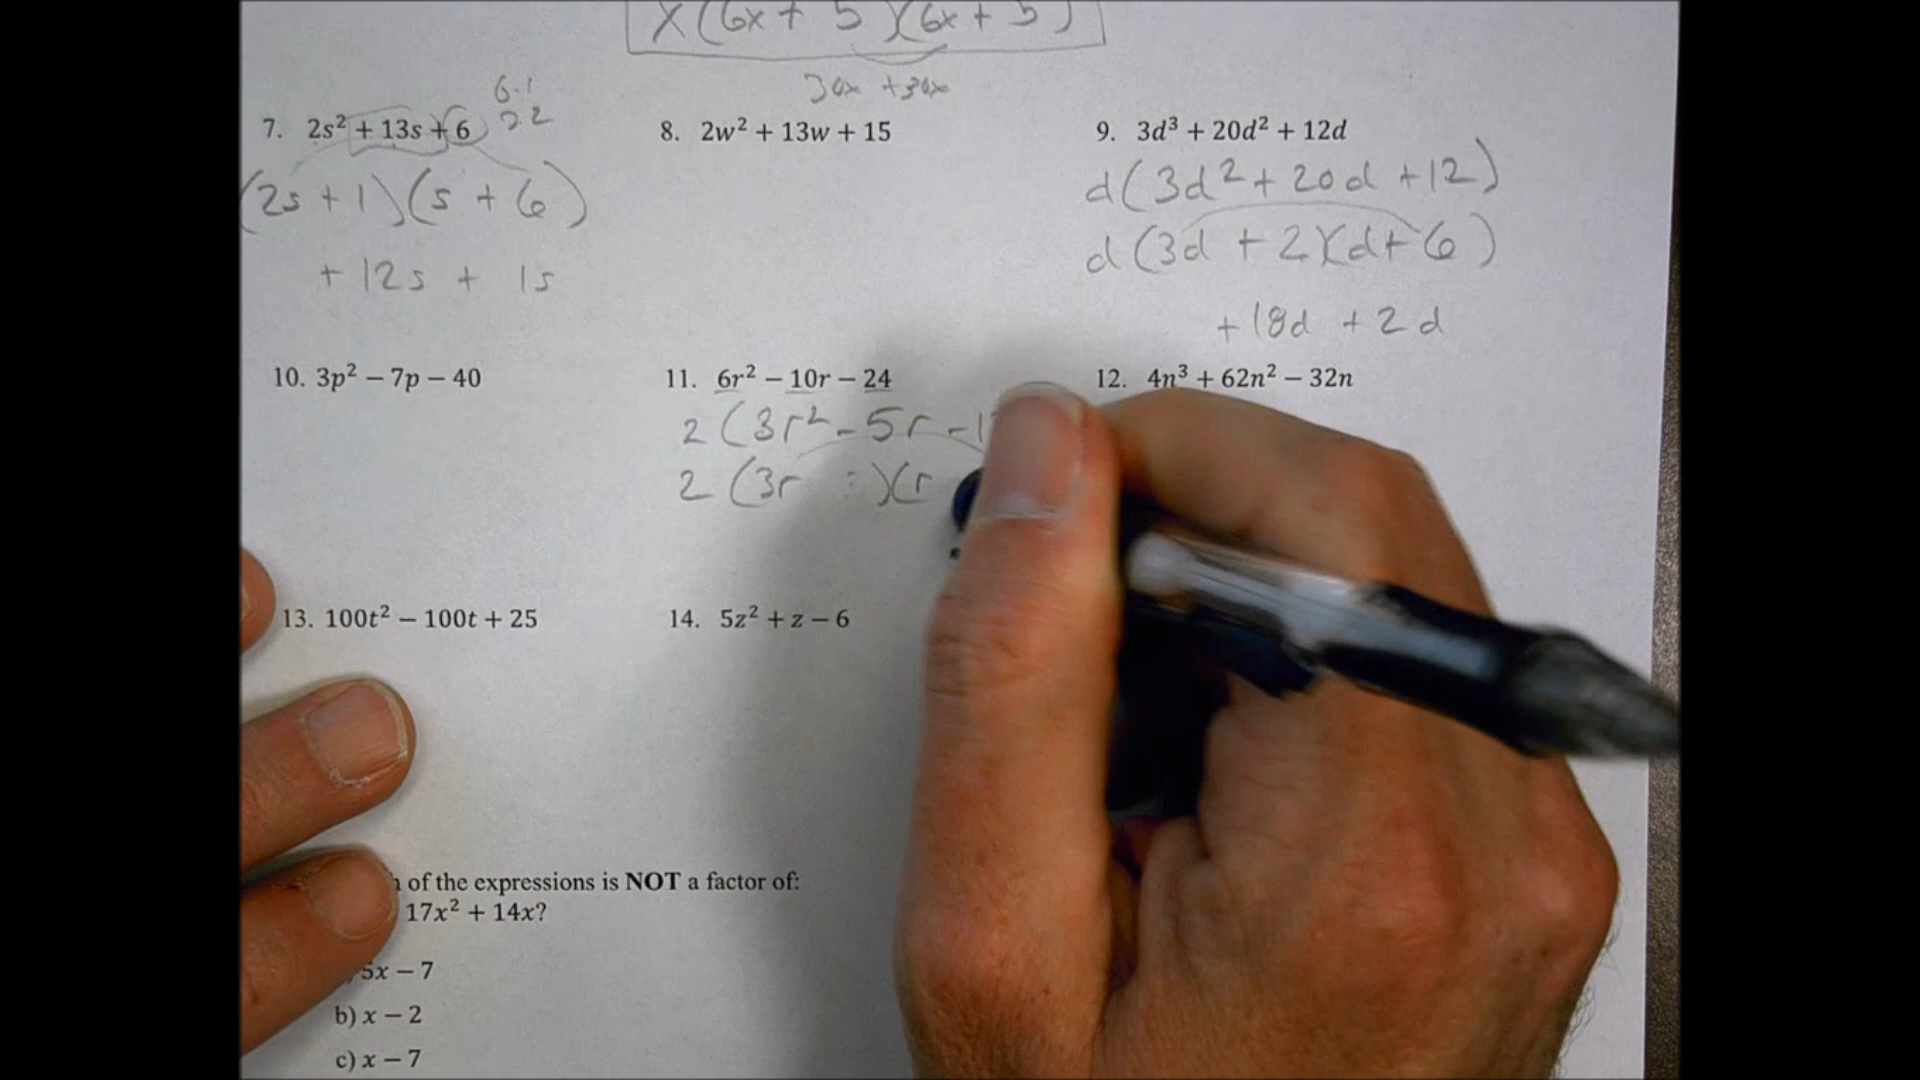 x(6x + 5)(6x + 5)
30x +30x
7. 2s² + 13s + 6
6·1
(2s + 1)(s + 6)
+ 12s + 1s
8. 2w² + 13w + 15
9. 3d³ + 20d² + 12d
d(3d² + 20d + 12)
d(3d + 2)(d + 6)
+ 18d + 2d
10. 3p² – 7p – 40
11. 6r² – 10r – 24
2(3r² – 5r – 1
2(3r )(r
12. 4n³ + 62n² – 32n
13. 100t² – 100t + 25
14. 5z² + z – 6
of the expressions is NOT a factor of:
17x² + 14x?
5x – 7
b) x – 2
c) x – 7